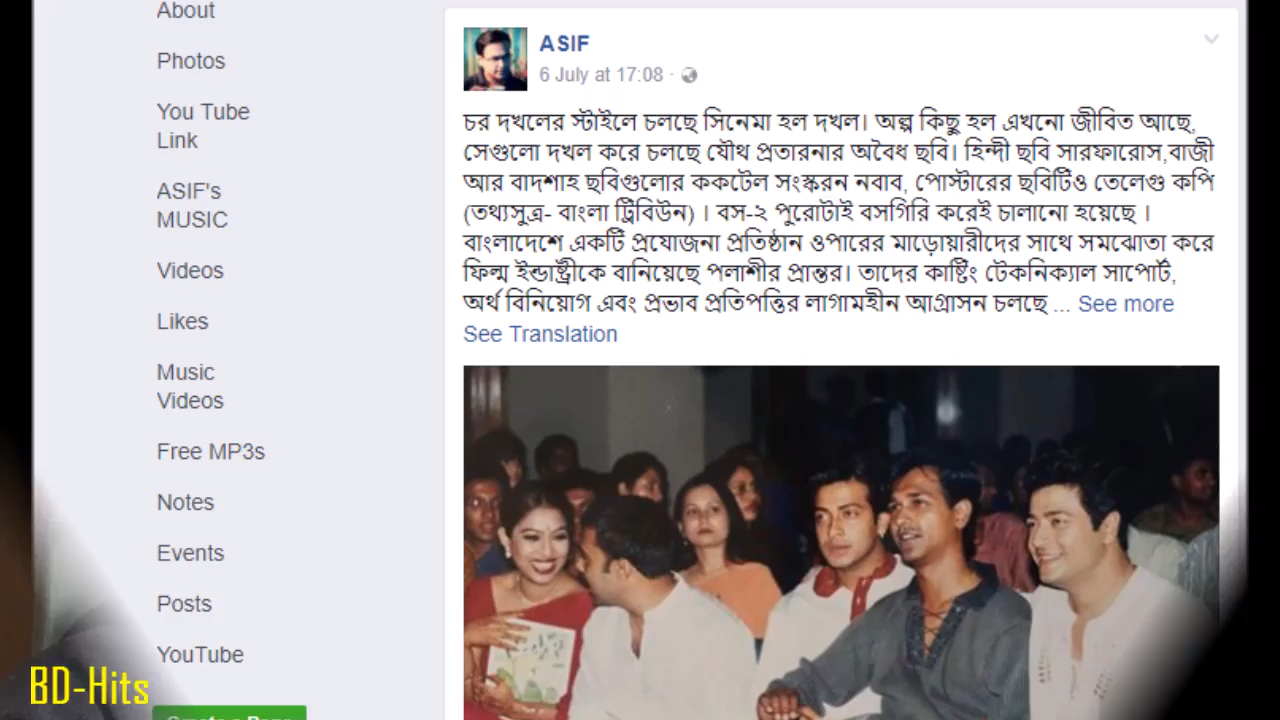 About
Photos
You Tube
Link
ASIF's
MUSIC
Videos
Likes
Music
Videos
Free MP3s
Notes
Events
Posts
YouTube
ASIF
6 July at 17:08 ·
চর দখলের স্টাইলে চলছে সিনেমা হল দখল। অল্প কিছু হল এখনো জীবিত আছে,
সেগুলো দখল করে চলছে যৌথ প্রতারনার অবৈধ ছবি। হিন্দী ছবি সারফারোস,বাজী
আর বাদশাহ ছবিগুলোর ককটেল সংস্করন নবাব, পোস্টারের ছবিটিও তেলেগু কপি
(তথ্যসুত্র- বাংলা ট্রিবিউন) । বস-২ পুরোটাই বসগিরি করেই চালানো হয়েছে ।
বাংলাদেশে একটি প্রযোজনা প্রতিষ্ঠান ওপারের মাড়োয়ারীদের সাথে সমঝোতা করে
ফিল্ম ইন্ডাষ্ট্রীকে বানিয়েছে পলাশীর প্রান্তর। তাদের কাষ্টিং টেকনিক্যাল সাপোর্ট,
অর্থ বিনিয়োগ এবং প্রভাব প্রতিপত্তির লাগামহীন আগ্রাসন চলছে ... See more
See Translation
BD-Hits